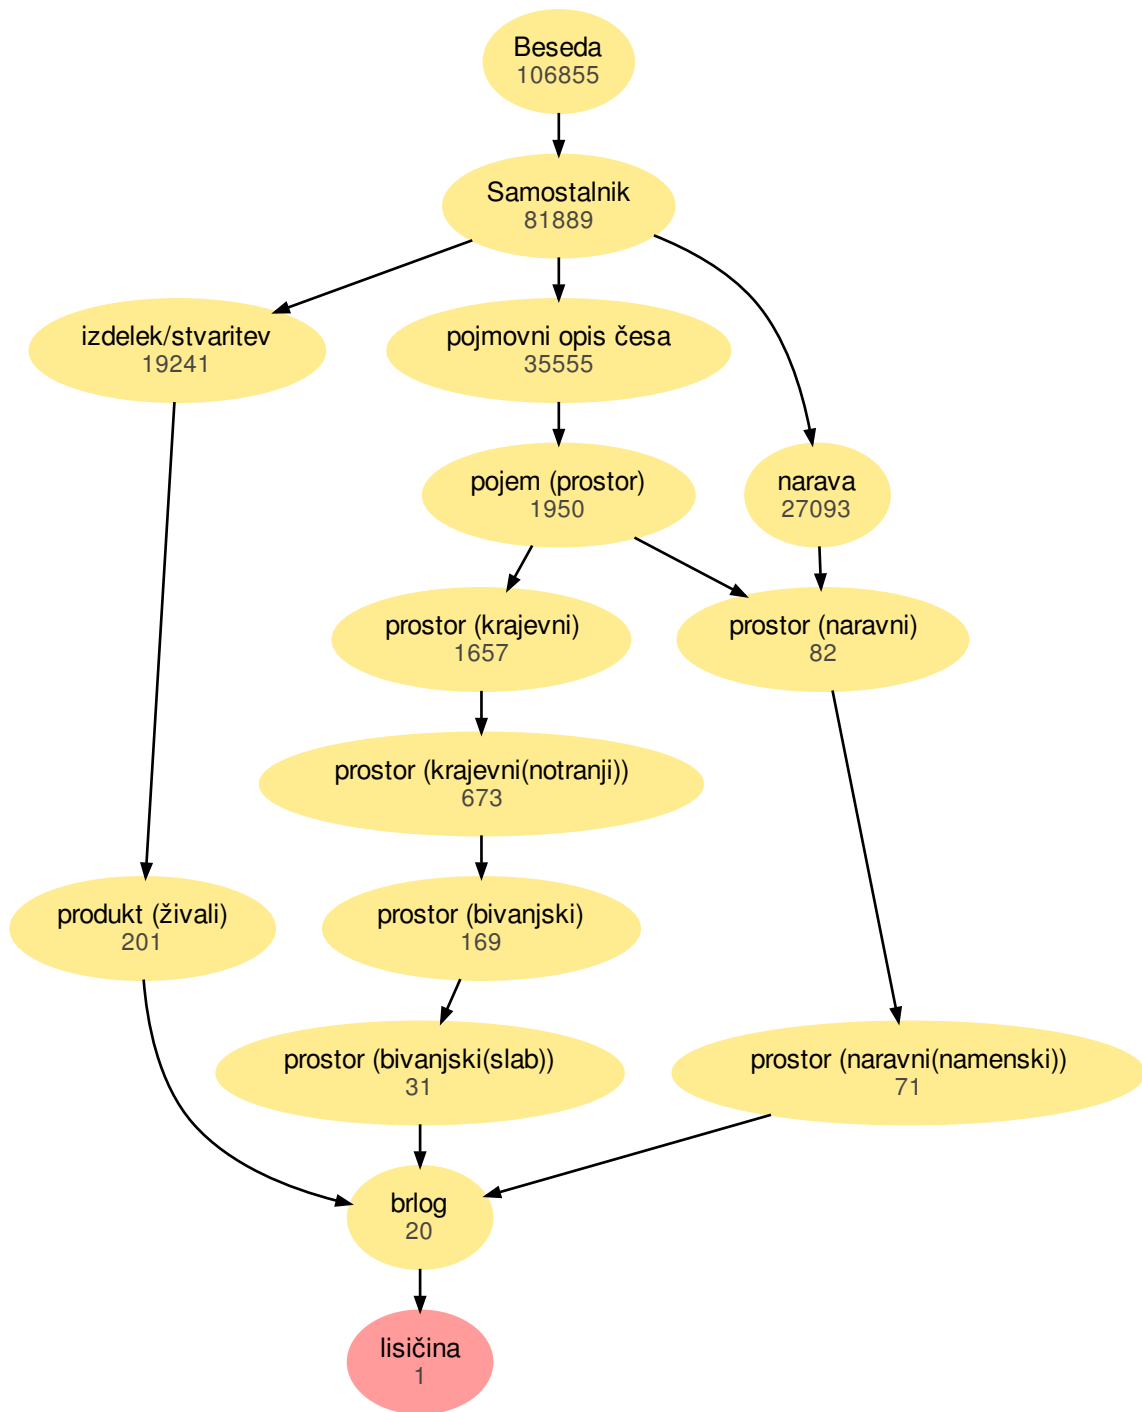 Beseda
106855
Samostalnik
81889
izdelek/stvaritev
19241
pojmovni opis česa
35555
pojem (prostor)
1950
narava
27093
prostor (krajevni)
1657
prostor (naravni)
82
prostor (krajevni(notranji))
673
produkt (živali)
201
prostor (bivanjski)
169
prostor (bivanjski(slab))
31
prostor (naravni(namenski))
71
brlog
20
lisičina
1